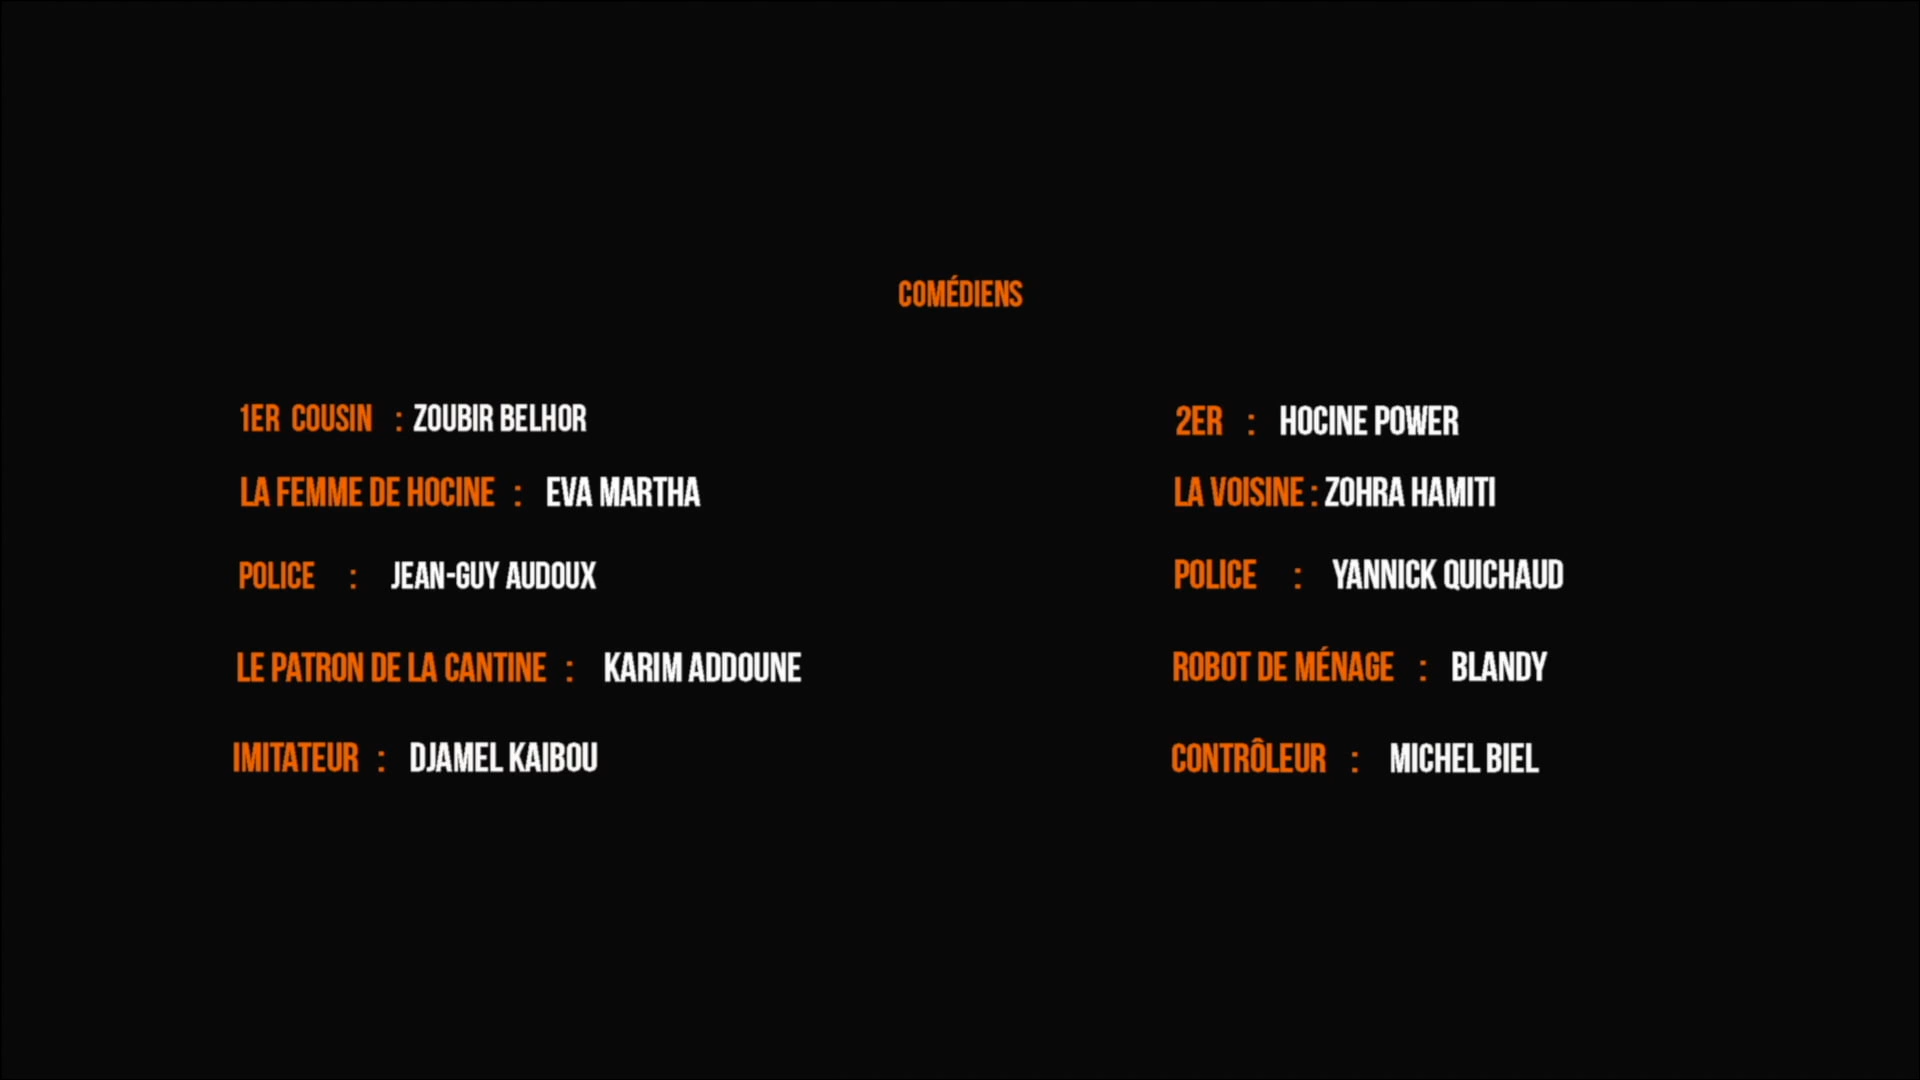 COMÉDIENS
1ER COUSIN : ZOUBIR BELHOR
2ER : HOCINE POWER
LA FEMME DE HOCINE : EVA MARTHA
LA VOISINE : ZOHRA HAMITI
POLICE : JEAN-GUY AUDOUX
POLICE : YANNICK QUICHAUD
LE PATRON DE LA CANTINE : KARIM ADDOUNE
ROBOT DE MÉNAGE : BLANDY
IMITATEUR : DJAMEL KAIBOU
CONTRÔLEUR : MICHEL BIEL